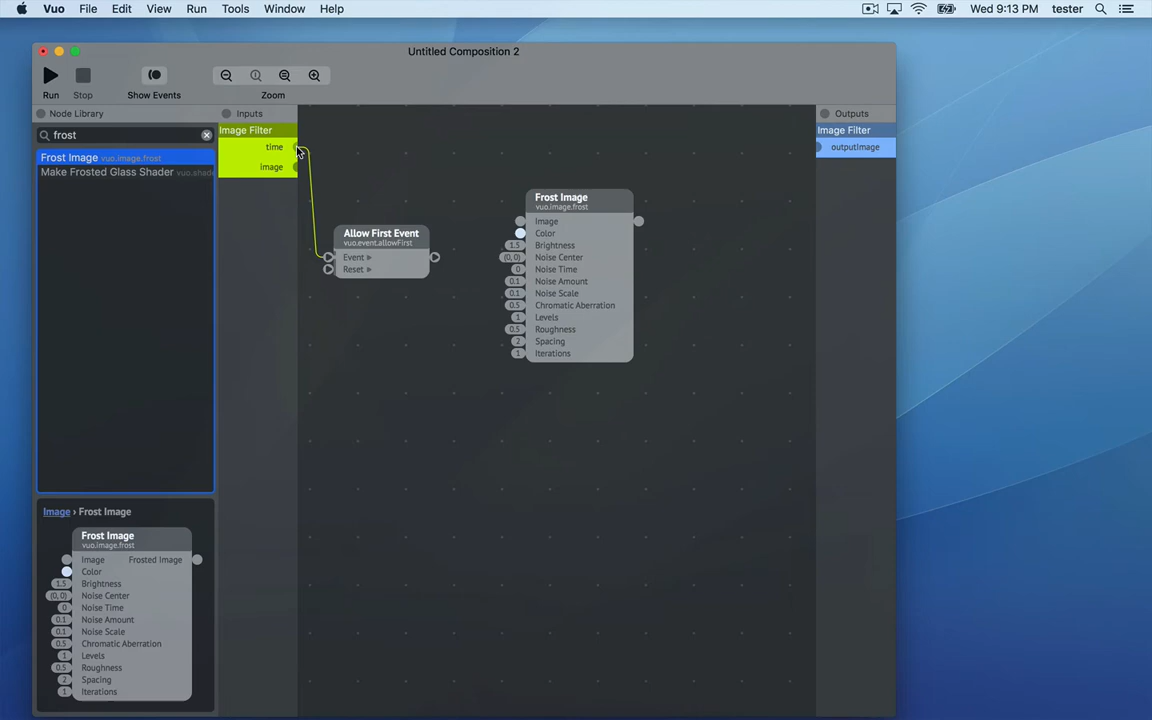 Vuo File Edit View Run Tools Window Help Wed 9:13 PM tester
Untitled Composition 2
Run Stop Show Events Zoom
Node Library
frost
Frost Image vuo.image.frost
Make Frosted Glass Shader vuo.shad
Inputs
Image Filter
time
image
Allow First Event
vuo.event.allowFirst
Event
Reset
Frost Image
vuo.image.frost
Image
Color
1.5 Brightness
(0, 0) Noise Center
0 Noise Time
0.1 Noise Amount
0.1 Noise Scale
0.5 Chromatic Aberration
1 Levels
0.5 Roughness
2 Spacing
1 Iterations
Outputs
Image Filter
outputImage
Image › Frost Image
Frost Image
vuo.image.frost
Image Frosted Image
Color
1.5 Brightness
(0, 0) Noise Center
0 Noise Time
0.1 Noise Amount
0.1 Noise Scale
0.5 Chromatic Aberration
1 Levels
0.5 Roughness
2 Spacing
1 Iterations